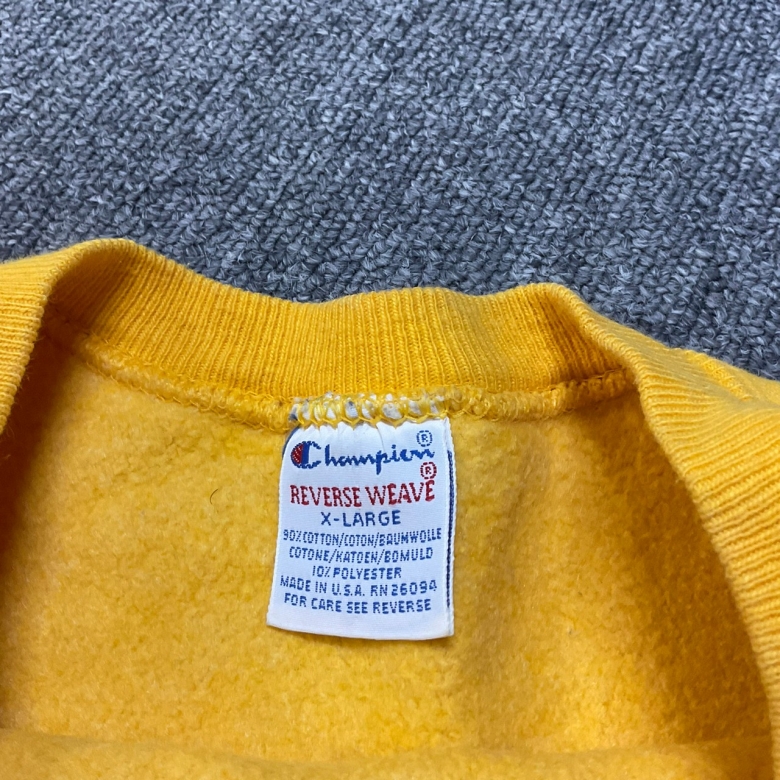 Champion®
REVERSE WEAVE®
X-LARGE
90% COTTON/COTON/BAUMWOLLE
COTONE/KATOEN/BOMULD
10% POLYESTER
MADE IN U.S.A. RN 26094
FOR CARE SEE REVERSE